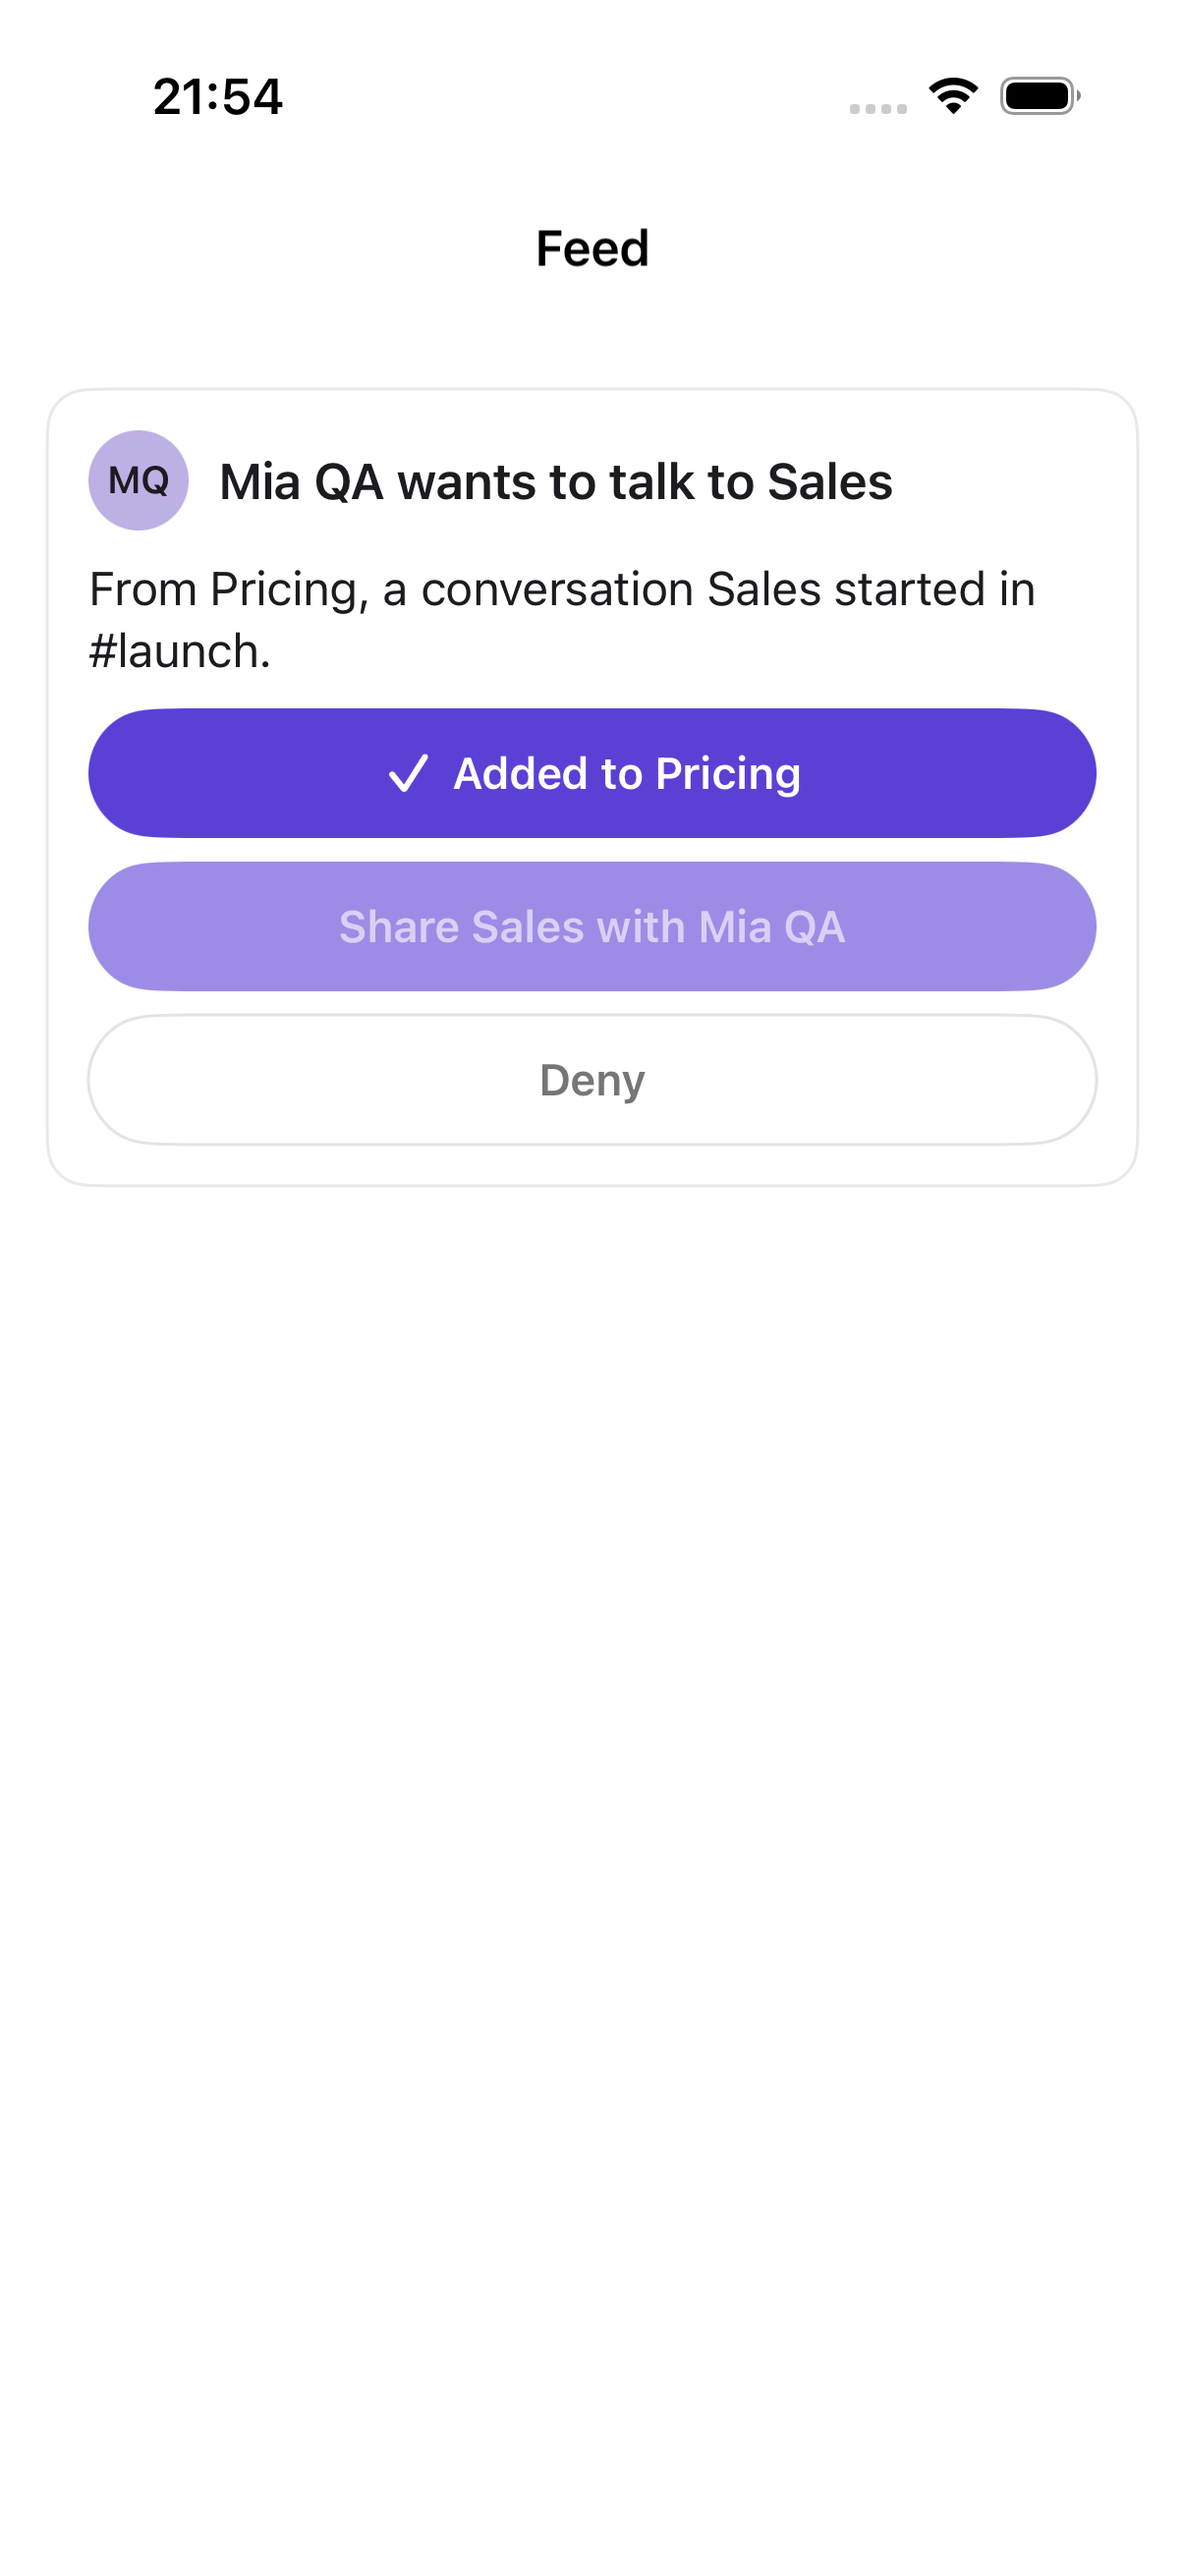 21:54
Feed
MQ
Mia QA wants to talk to Sales
From Pricing, a conversation Sales started in
#launch.
Added to Pricing
Share Sales with Mia QA
Deny